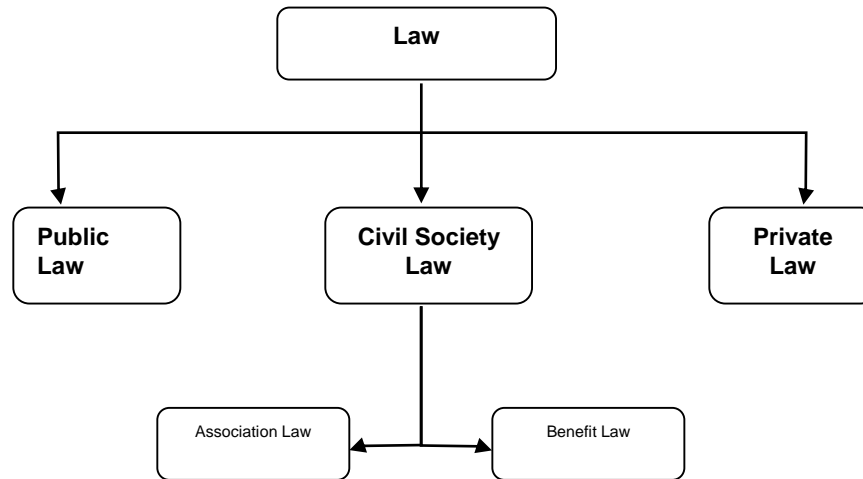 Law
Public
Law
Civil Society
Law
Private
Law
Association Law
Benefit Law